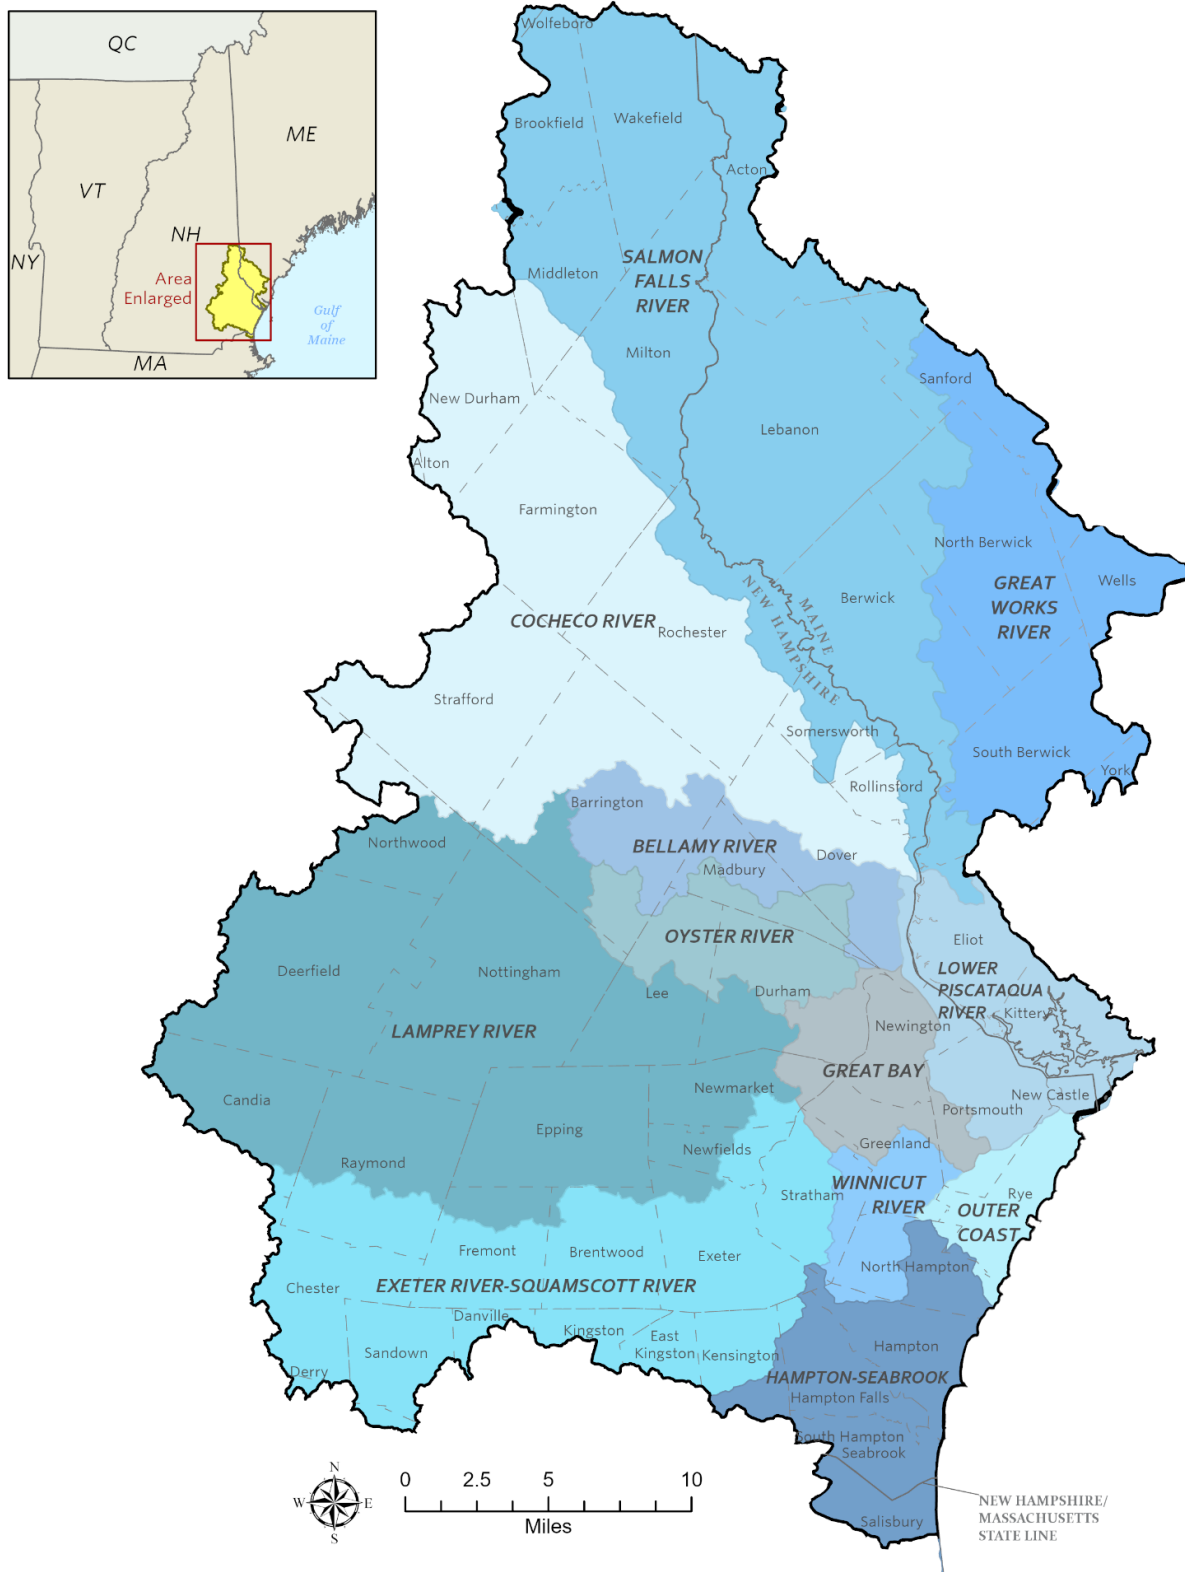 QC
ME
VT
NH
NY
Area
Enlarged
Gulf
of
Maine
MA
Wolfeboro
Brookfield
Wakefield
Acton
SALMON
FALLS
RIVER
Middleton
Milton
Sanford
New Durham
Lebanon
Alton
Farmington
North Berwick
Wells
GREAT
WORKS
RIVER
Berwick
MAINE
NEW HAMPSHIRE
COCHECO RIVER
Rochester
Strafford
Somersworth
South Berwick
York
Rollinsford
Barrington
Northwood
BELLAMY RIVER
Dover
Madbury
OYSTER RIVER
Eliot
LOWER
PISCATAQUA
RIVER
Kittery
Deerfield
Nottingham
Lee
Durham
LAMPREY RIVER
Newington
GREAT BAY
Newmarket
New Castle
Portsmouth
Candia
Epping
Greenland
Newfields
Raymond
WINNICUT
RIVER
Stratham
Rye
OUTER
COAST
Fremont
Brentwood
Exeter
North Hampton
Chester
EXETER RIVER-SQUAMSCOTT RIVER
Danville
Kingston
East
Kingston
Kensington
Sandown
Derry
Hampton
HAMPTON-SEABROOK
Hampton Falls
South Hampton
Seabrook
Salisbury
N
W
E
S
0 2.5 5 10
Miles
NEW HAMPSHIRE/
MASSACHUSETTS
STATE LINE